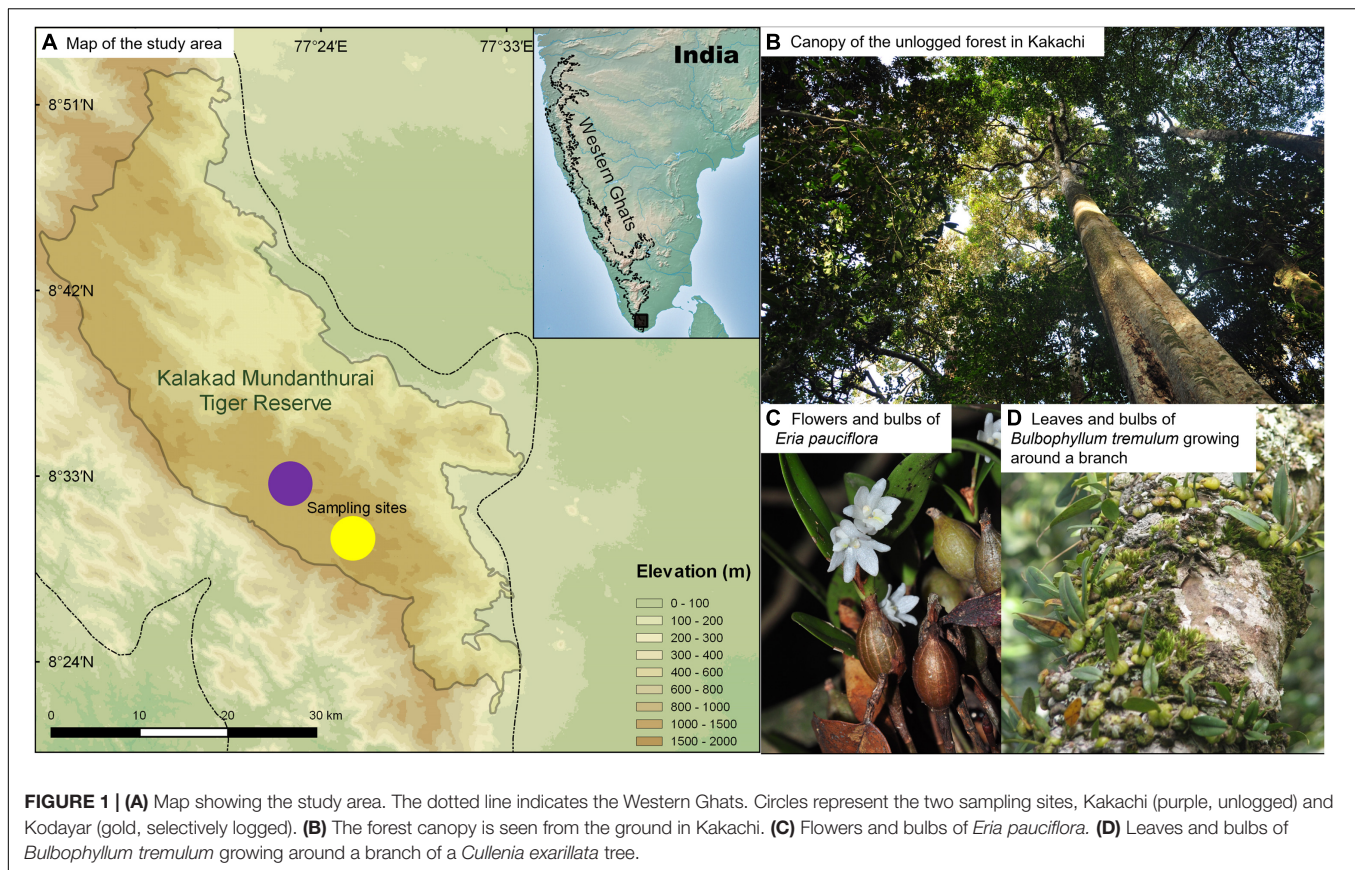 A Map of the study area
77°24′E
77°33′E
8°51′N
8°42′N
8°33′N
8°24′N
India
Western Ghats
Kalakad Mundanthurai
Tiger Reserve
Sampling sites
Elevation (m)
0 - 100
100 - 200
200 - 300
300 - 400
400 - 600
600 - 800
800 - 1000
1000 - 1500
1500 - 2000
0 10 20 30 km
B Canopy of the unlogged forest in Kakachi
C Flowers and bulbs of
Eria pauciflora
D Leaves and bulbs of
Bulbophyllum tremulum growing
around a branch
FIGURE 1 | (A) Map showing the study area. The dotted line indicates the Western Ghats. Circles represent the two sampling sites, Kakachi (purple, unlogged) and
Kodayar (gold, selectively logged). (B) The forest canopy is seen from the ground in Kakachi. (C) Flowers and bulbs of Eria pauciflora. (D) Leaves and bulbs of
Bulbophyllum tremulum growing around a branch of a Cullenia exarillata tree.